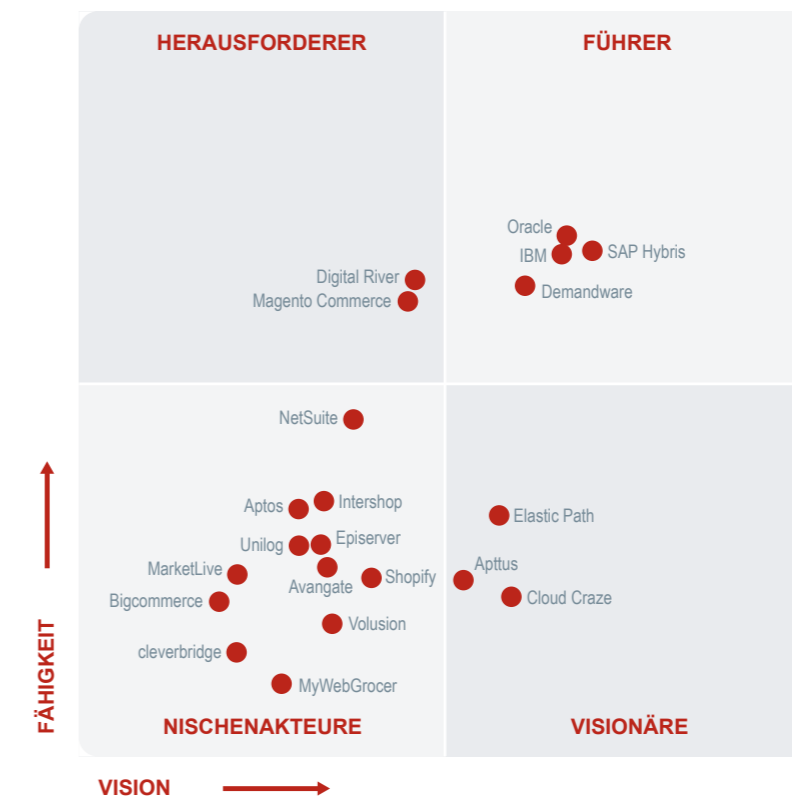 HERAUSFORDERER
FÜHRER
Oracle
IBM
SAP Hybris
Digital River
Demandware
Magento Commerce
NetSuite
Aptos
Intershop
Elastic Path
Unilog
Episerver
MarketLive
Avangate
Shopify
Apttus
Bigcommerce
Cloud Craze
Volusion
cleverbridge
MyWebGrocer
NISCHENAKTEURE
VISIONÄRE
FÄHIGKEIT
VISION